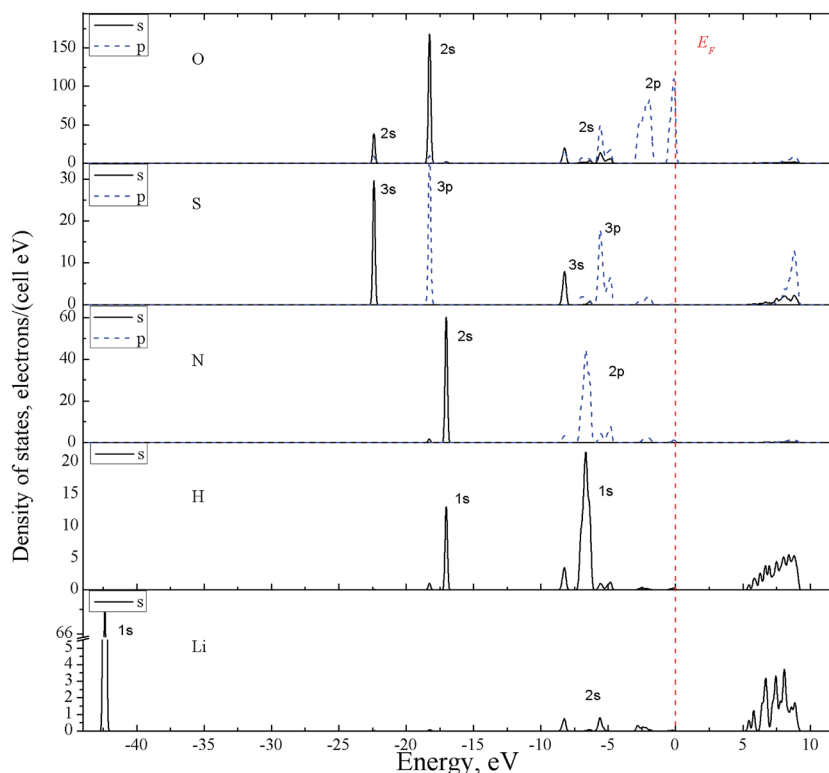 s
p
O
2s
2s
2s
2p
E_F
150
100
50
0
s
p
S
3s
3p
3s
3p
30
20
10
0
s
p
N
2s
2p
60
40
20
0
s
H
1s
1s
20
15
10
5
0
s
Li
1s
2s
66
5
4
3
2
1
0
Density of states, electrons/(cell eV)
-40 -35 -30 -25 -20 -15 -10 -5 0 5 10
Energy, eV